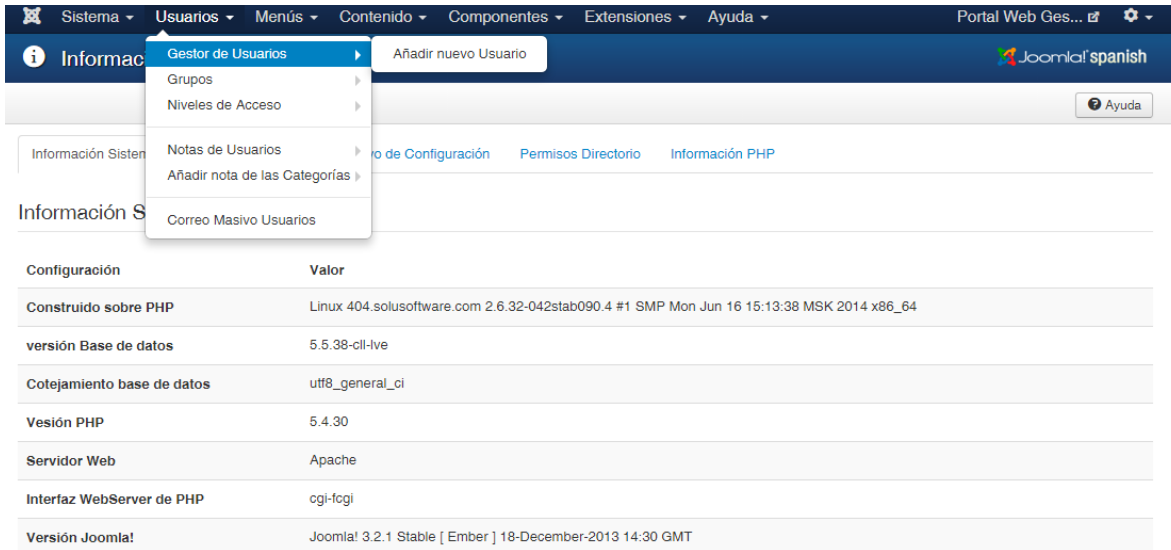 Sistema Usuarios Menús Contenido Componentes Extensiones Ayuda Portal Web Ges...
Informac Joomla! spanish
Gestor de Usuarios Añadir nuevo Usuario
Grupos
Niveles de Acceso
Ayuda
Notas de Usuarios
Añadir nota de las Categorías
Correo Masivo Usuarios
Información Sisten vo de Configuración Permisos Directorio Información PHP
Información S
Configuración Valor
Construido sobre PHP Linux 404.solusoftware.com 2.6.32-042stab090.4 #1 SMP Mon Jun 16 15:13:38 MSK 2014 x86_64
versión Base de datos 5.5.38-cll-lve
Cotejamiento base de datos utf8_general_ci
Vesión PHP 5.4.30
Servidor Web Apache
Interfaz WebServer de PHP cgi-fcgi
Versión Joomla! Joomla! 3.2.1 Stable [ Ember ] 18-December-2013 14:30 GMT